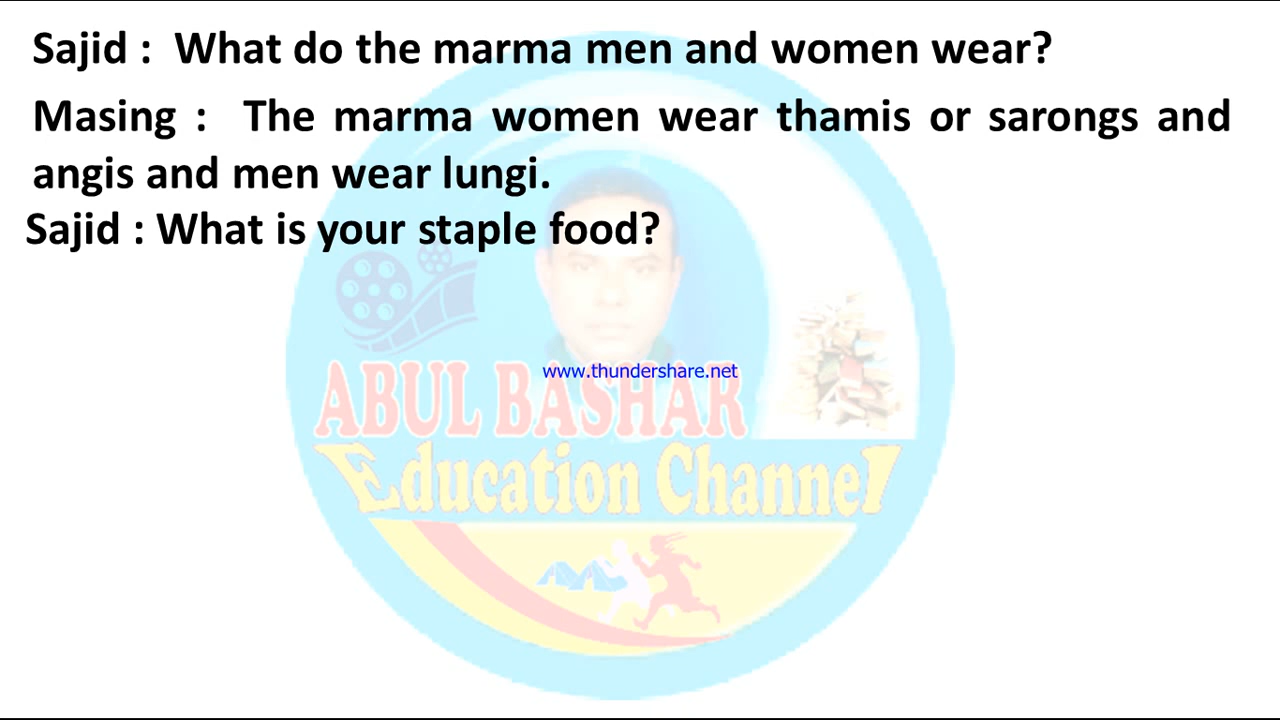 Sajid : What do the marma men and women wear?
Masing : The marma women wear thamis or sarongs and
angis and men wear lungi.
Sajid : What is your staple food?
www.thundershare.net
ABUL BASHAR
Education Channel